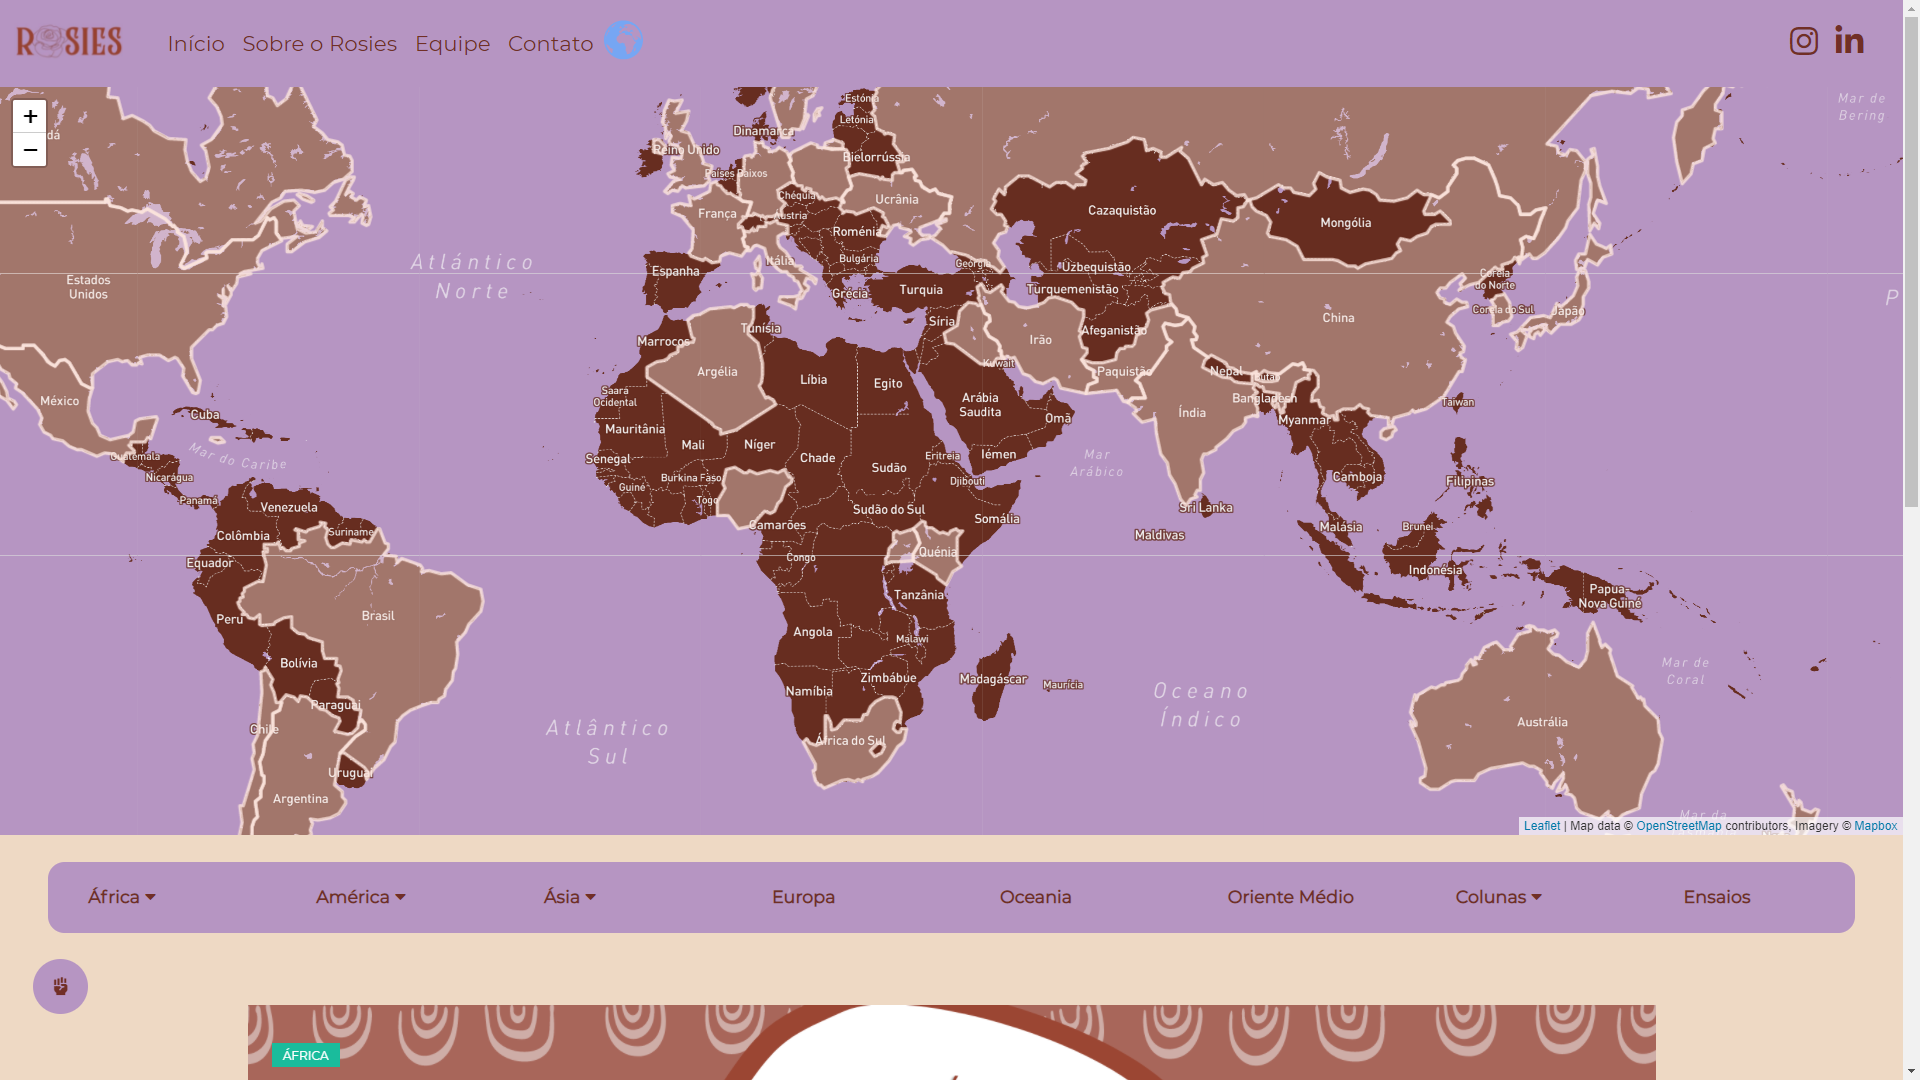 ROSIES
Início
Sobre o Rosies
Equipe
Contato
+
−
dá
Estónia
Letónia
Dinamarca
Bielorrússia
Reino Unido
Países Baixos
Ucrânia
Chéquia
Áustria
França
Roménia
Itália
Bulgária
Geórgia
Espanha
Grécia
Turquia
Cazaquistão
Mongólia
Uzbequistão
Turquemenistão
Coreia
do Norte
Coreia do Sul
Japão
China
Mar de
Bering
P
Estados
Unidos
Atlántico
Norte
México
Cuba
Mar do Caribe
Guatemala
Nicarágua
Panamá
Tunísia
Marrocos
Síria
Irão
Afeganistão
Argélia
Líbia
Egito
Kuwait
Paquistão
Nepal
Butão
Bangladesh
Saará
Ocidental
Arábia
Saudita
Omã
Índia
Myanmar
Taiwan
Mauritânia
Mali
Níger
Chade
Sudão
Eritreia
Iémen
Mar
Arábico
Senegal
Guiné
Burkina Faso
Togo
Djibouti
Camboja
Filipinas
Venezuela
Colômbia
Suriname
Camarões
Sudão do Sul
Somália
Sri Lanka
Maldivas
Malásia
Brunei
Equador
Congo
Quénia
Indonésia
Papua-
Nova Guiné
Peru
Brasil
Tanzânia
Angola
Malawi
Bolívia
Zimbábue
Namíbia
Madagáscar
Maurícia
Oceano
Índico
Mar de
Coral
Paraguai
Chile
Atlântico
Sul
África do Sul
Austrália
Uruguai
Argentina
Mar da
Leaflet | Map data © OpenStreetMap contributors, Imagery © Mapbox
África
América
Ásia
Europa
Oceania
Oriente Médio
Colunas
Ensaios
ÁFRICA